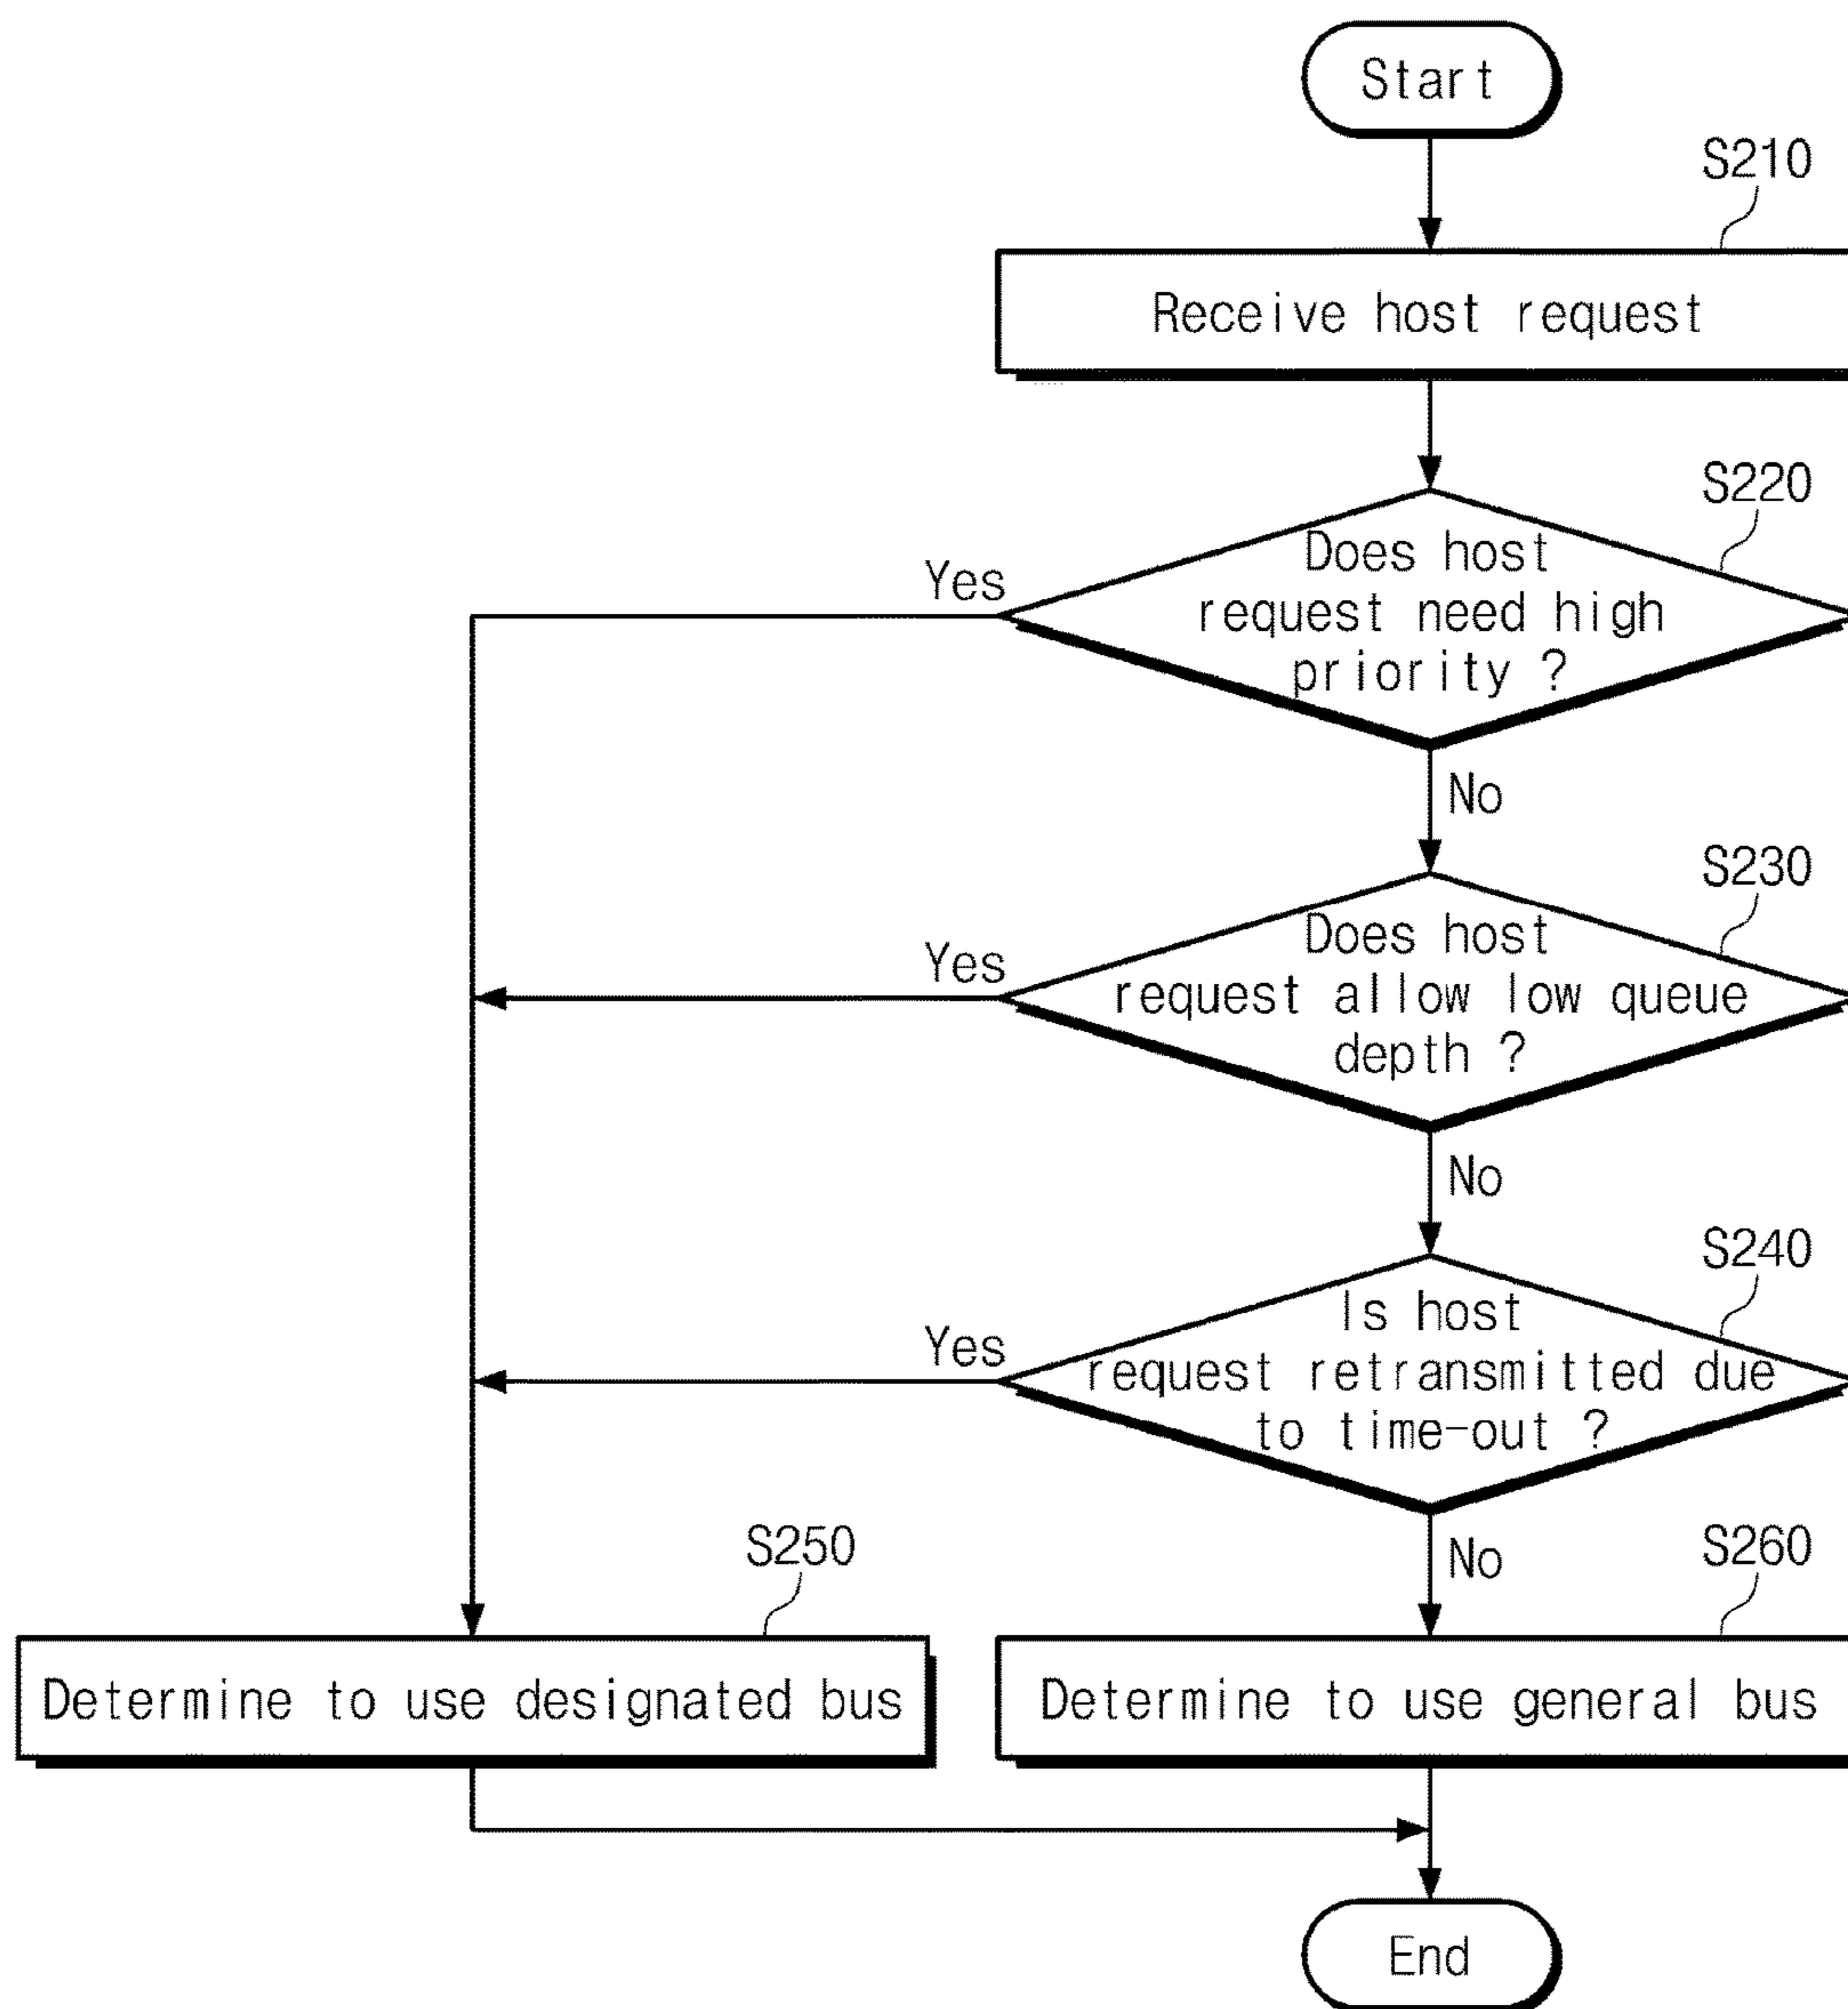 Start
S210
Receive host request
S220
Does host
request need high
priority ?
Yes
No
S230
Does host
request allow low queue
depth ?
Yes
No
S240
Is host
request retransmitted due
to time-out ?
Yes
No
S250
Determine to use designated bus
S260
Determine to use general bus
End